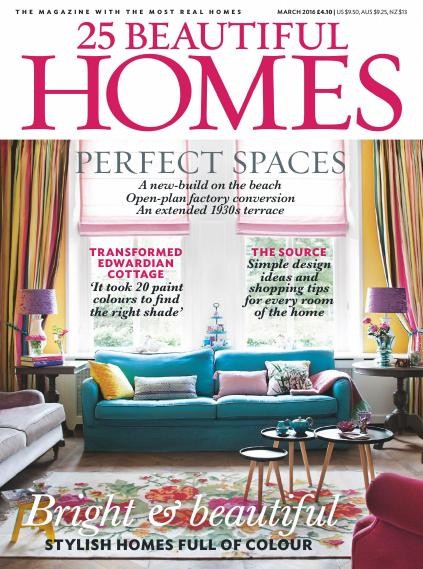 THE MAGAZINE WITH THE MOST REAL HOMES
MARCH 2016 £4.10 | US $9.50, AUS $9.25, NZ $13
25 BEAUTIFUL
HOMES
PERFECT SPACES
A new-build on the beach
Open-plan factory conversion
An extended 1930s terrace
TRANSFORMED
EDWARDIAN
COTTAGE
‘It took 20 paint
colours to find
the right shade’
THE SOURCE
Simple design
ideas and
shopping tips
for every room
of the home
Bright & beautiful
STYLISH HOMES FULL OF COLOUR